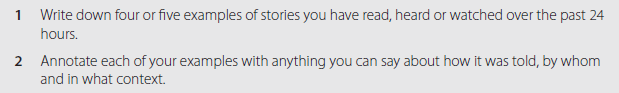 1 Write down four or five examples of stories you have read, heard or watched over the past 24
hours.
2 Annotate each of your examples with anything you can say about how it was told, by whom
and in what context.